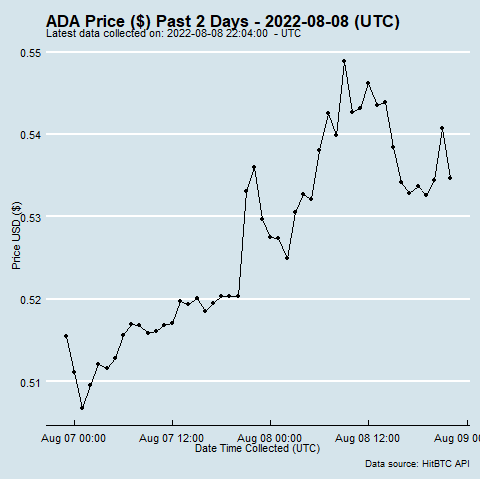 ADA Price ($) Past 2 Days - 2022-08-08 (UTC)
Latest data collected on: 2022-08-08 22:04:00 - UTC
0.55
0.54
0.53
0.52
0.51
Price USD ($)
Aug 07 00:00 Aug 07 12:00 Aug 08 00:00 Aug 08 12:00 Aug 09 0
Date Time Collected (UTC)
Data source: HitBTC API